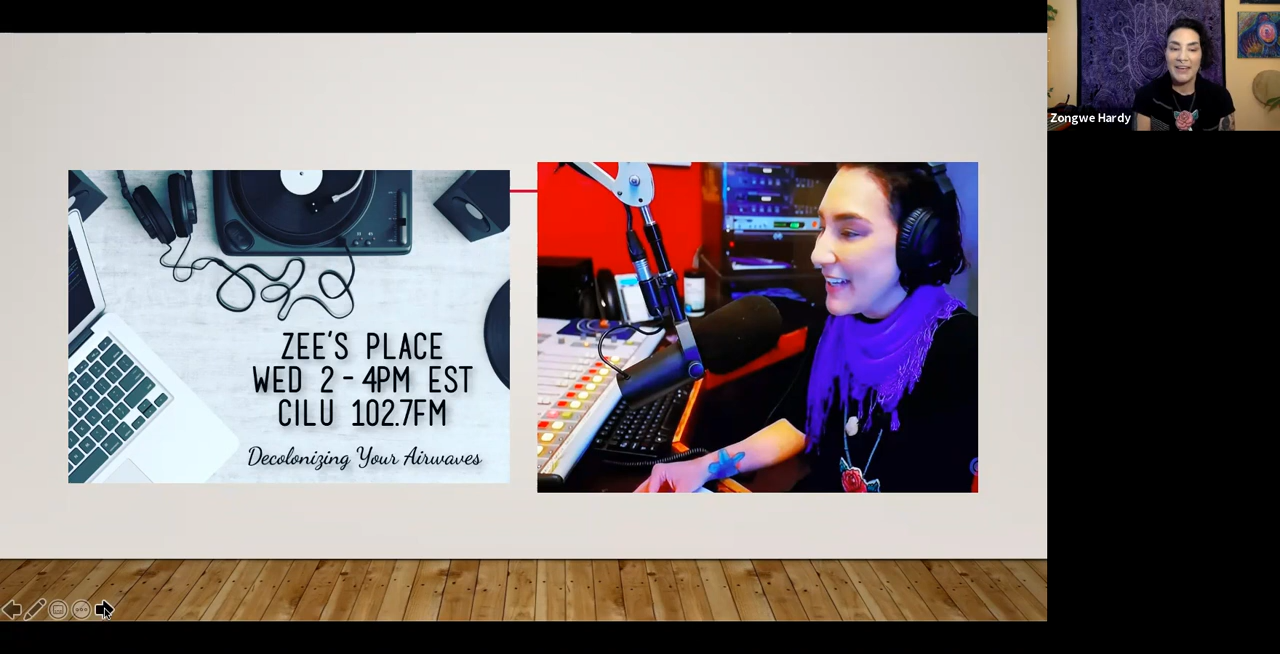 ZEE'S PLACE
WED 2-4PM EST
CILU 102.7FM
Decolonizing Your Airwaves
Zongwe Hardy